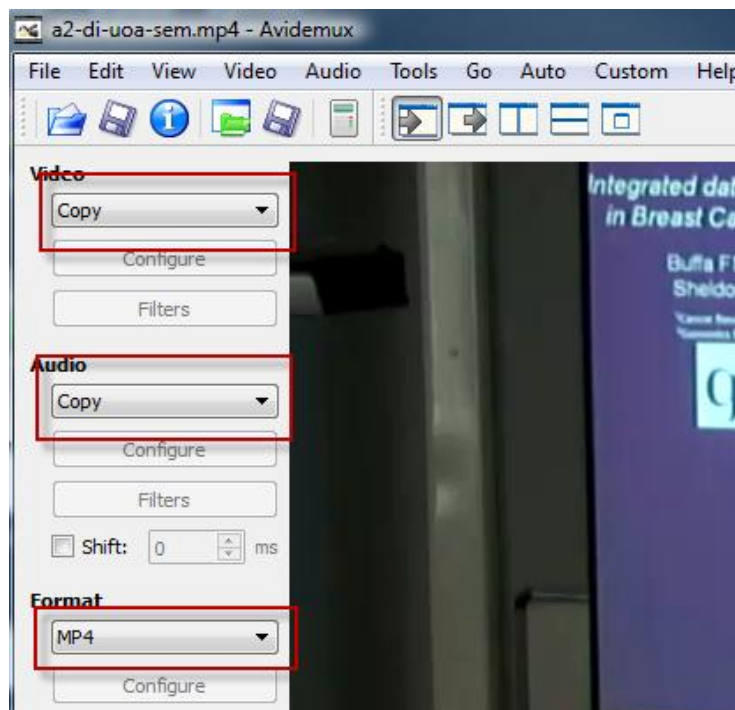 a2-di-uoa-sem.mp4 - Avidemux
File Edit View Video Audio Tools Go Auto Custom Help
Video
Copy
Configure
Filters
Audio
Copy
Configure
Filters
Shift: 0 ms
Format
MP4
Configure
Integrated dat
in Breast Ca
Buffa F
Sheldo